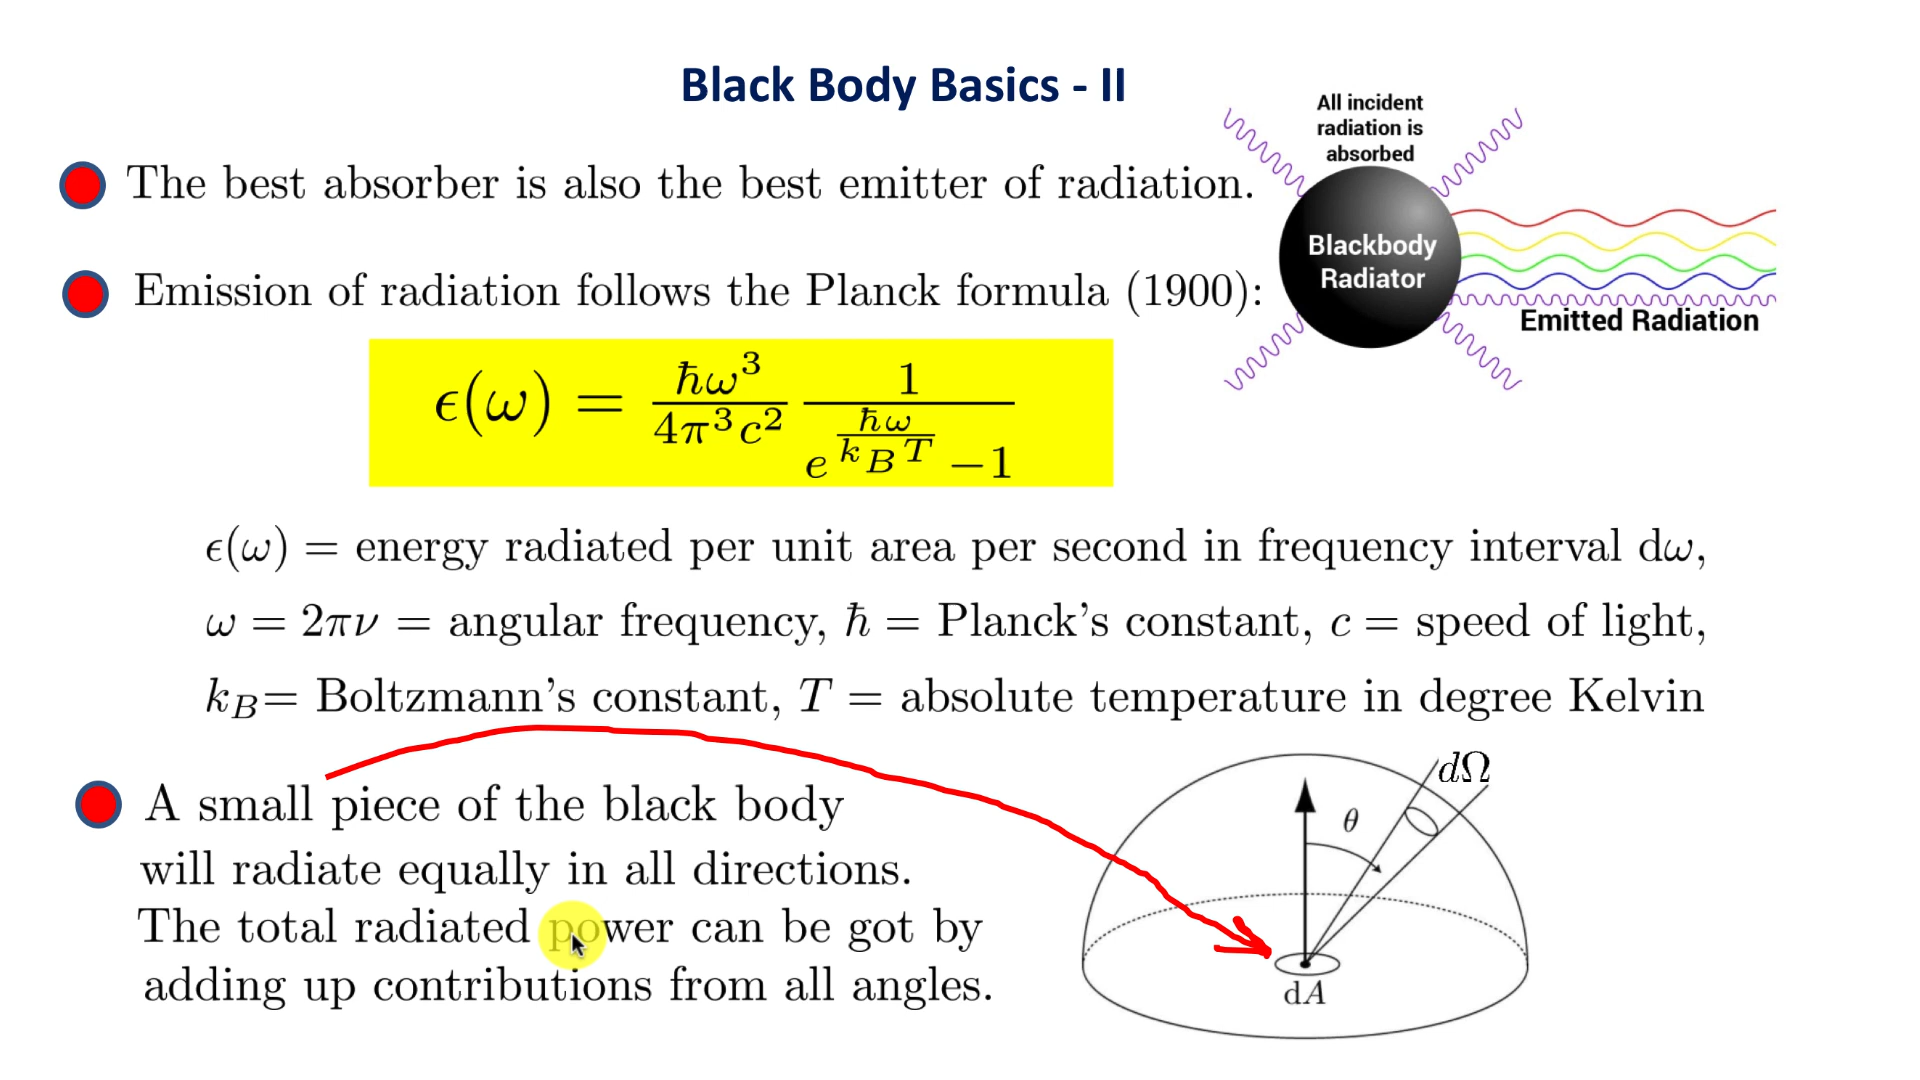 Black Body Basics - II
All incident
radiation is
absorbed
The best absorber is also the best emitter of radiation.
Blackbody
Radiator
Emission of radiation follows the Planck formula (1900):
Emitted Radiation
ϵ(ω) = ħω³/4π³c² 1/e^{ħω/k_BT} −1
ϵ(ω) = energy radiated per unit area per second in frequency interval dω,
ω = 2πν = angular frequency, ħ = Planck's constant, c = speed of light,
k_B= Boltzmann's constant, T = absolute temperature in degree Kelvin
dΩ
θ
A small piece of the black body
will radiate equally in all directions.
The total radiated power can be got by
adding up contributions from all angles.
dA